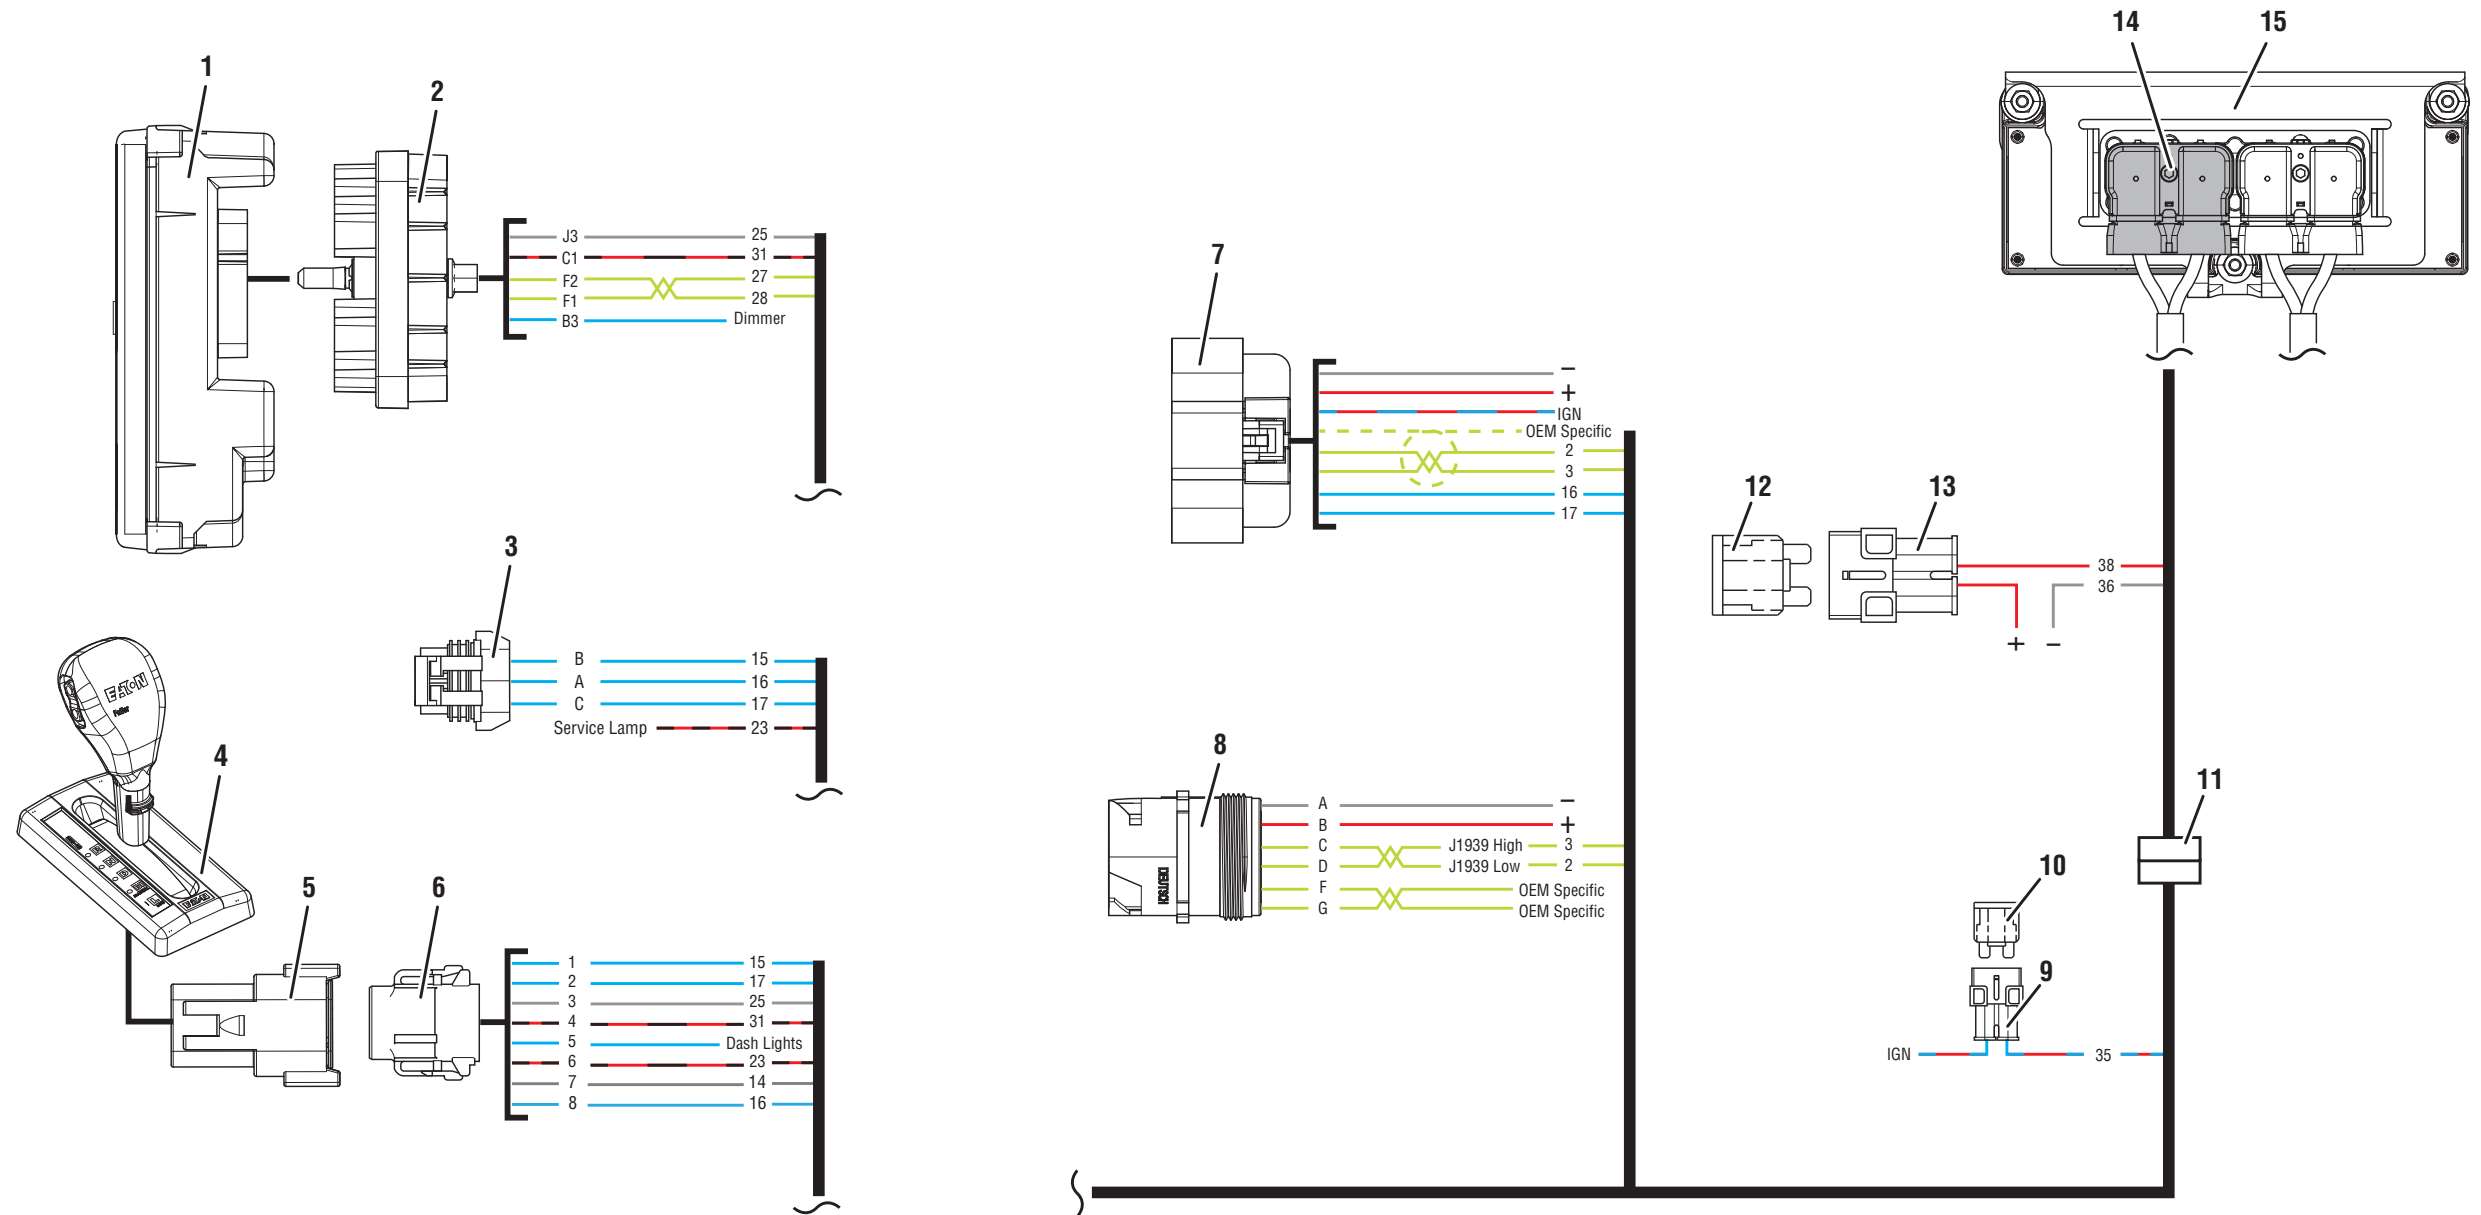 1
2
J3 25
C1 31
F2 27
F1 28
B3 Dimmer
3
B 15
A 16
C 17
Service Lamp 23
EATON
Fuller
4
5
6
1 15
2 17
3 25
4 31
5 Dash Lights
6 23
7 14
8 16
7
−
+
IGN
OEM Specific
2
3
16
17
8
DEUTSCH
A −
B +
C J1939 High 3
D J1939 Low 2
F OEM Specific
G OEM Specific
14
15
12
13
38
36
+ −
11
10
9
IGN 35